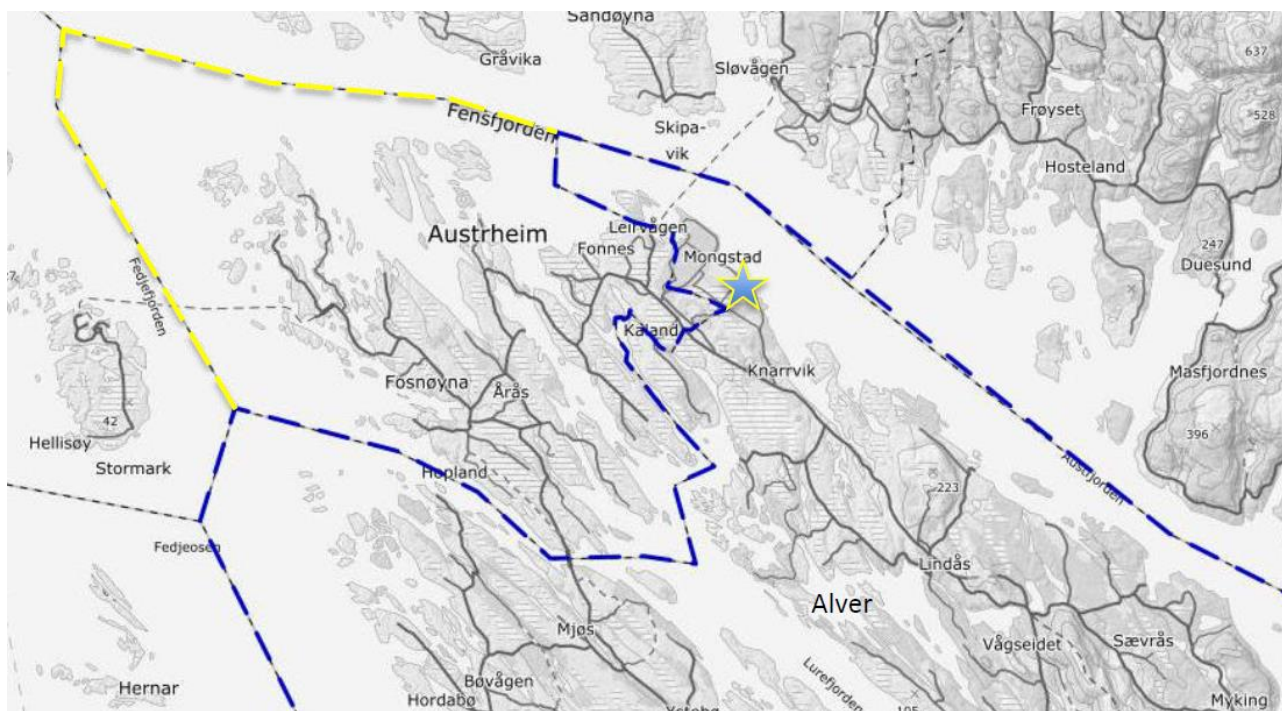 Sandøyna
Gråvika
637
Sløvågen
Frøyset
528
Fensfjorden
Skipa-
vik
Hosteland
Leirvågen
Austrheim
Fonnes
Mongstad
247
Duesund
Fedjefjorden
Kaland
Knarrvik
Masfjordnes
Fosnøyna
Årås
42
396
Hellisøy
Stormark
Hopland
Austfjorden
223
Fedjeosen
Lindås
Alver
Mjøs
Vågseidet
Sævrås
Hernar
Bøvågen
Lurefjorden
Hordabø
Myking